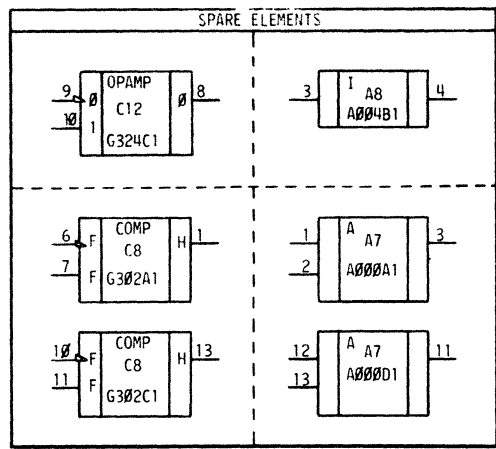 SPARE ELEMENTS
9 Ø OPAMP Ø 8
1Ø 1 C12
G324C1
3 I A8 4
AØØ4B1
6 F COMP H 1
7 F C8
G3Ø2A1
1 A A7 3
2 AØØØA1
1Ø F COMP H 13
11 F C8
G3Ø2C1
12 A A7 11
13 AØØØD1